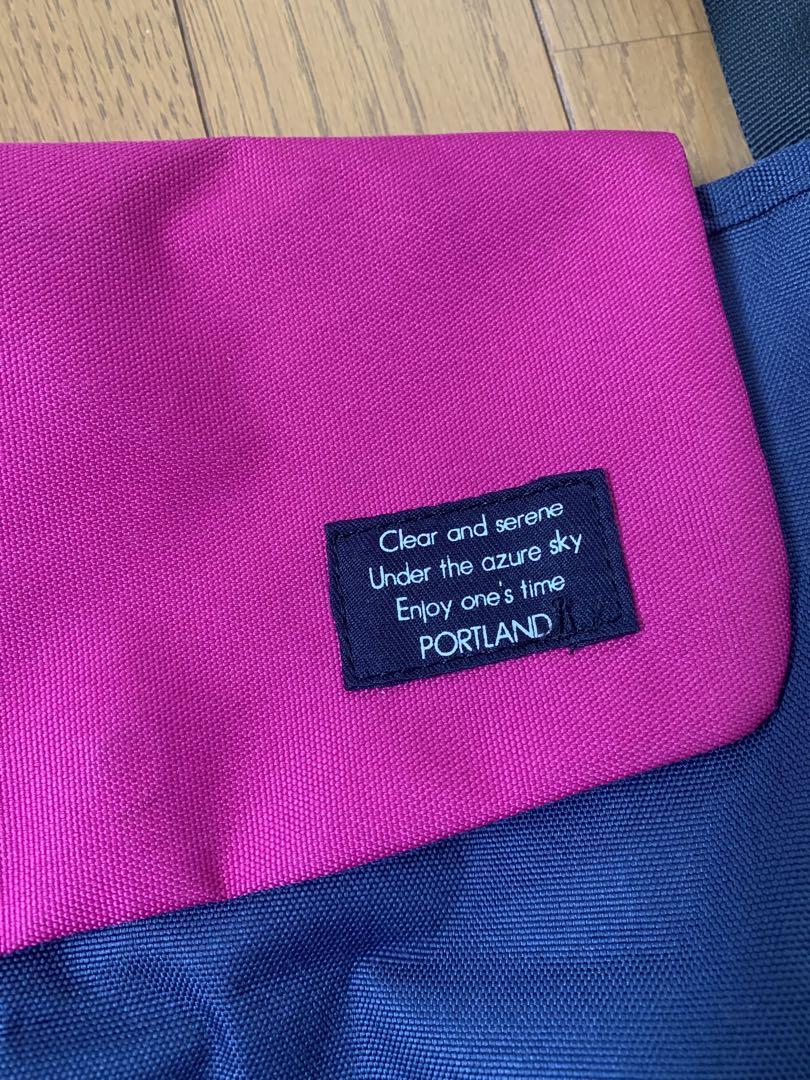 Clear and serene
Under the azure sky
Enjoy one's time
PORTLAND